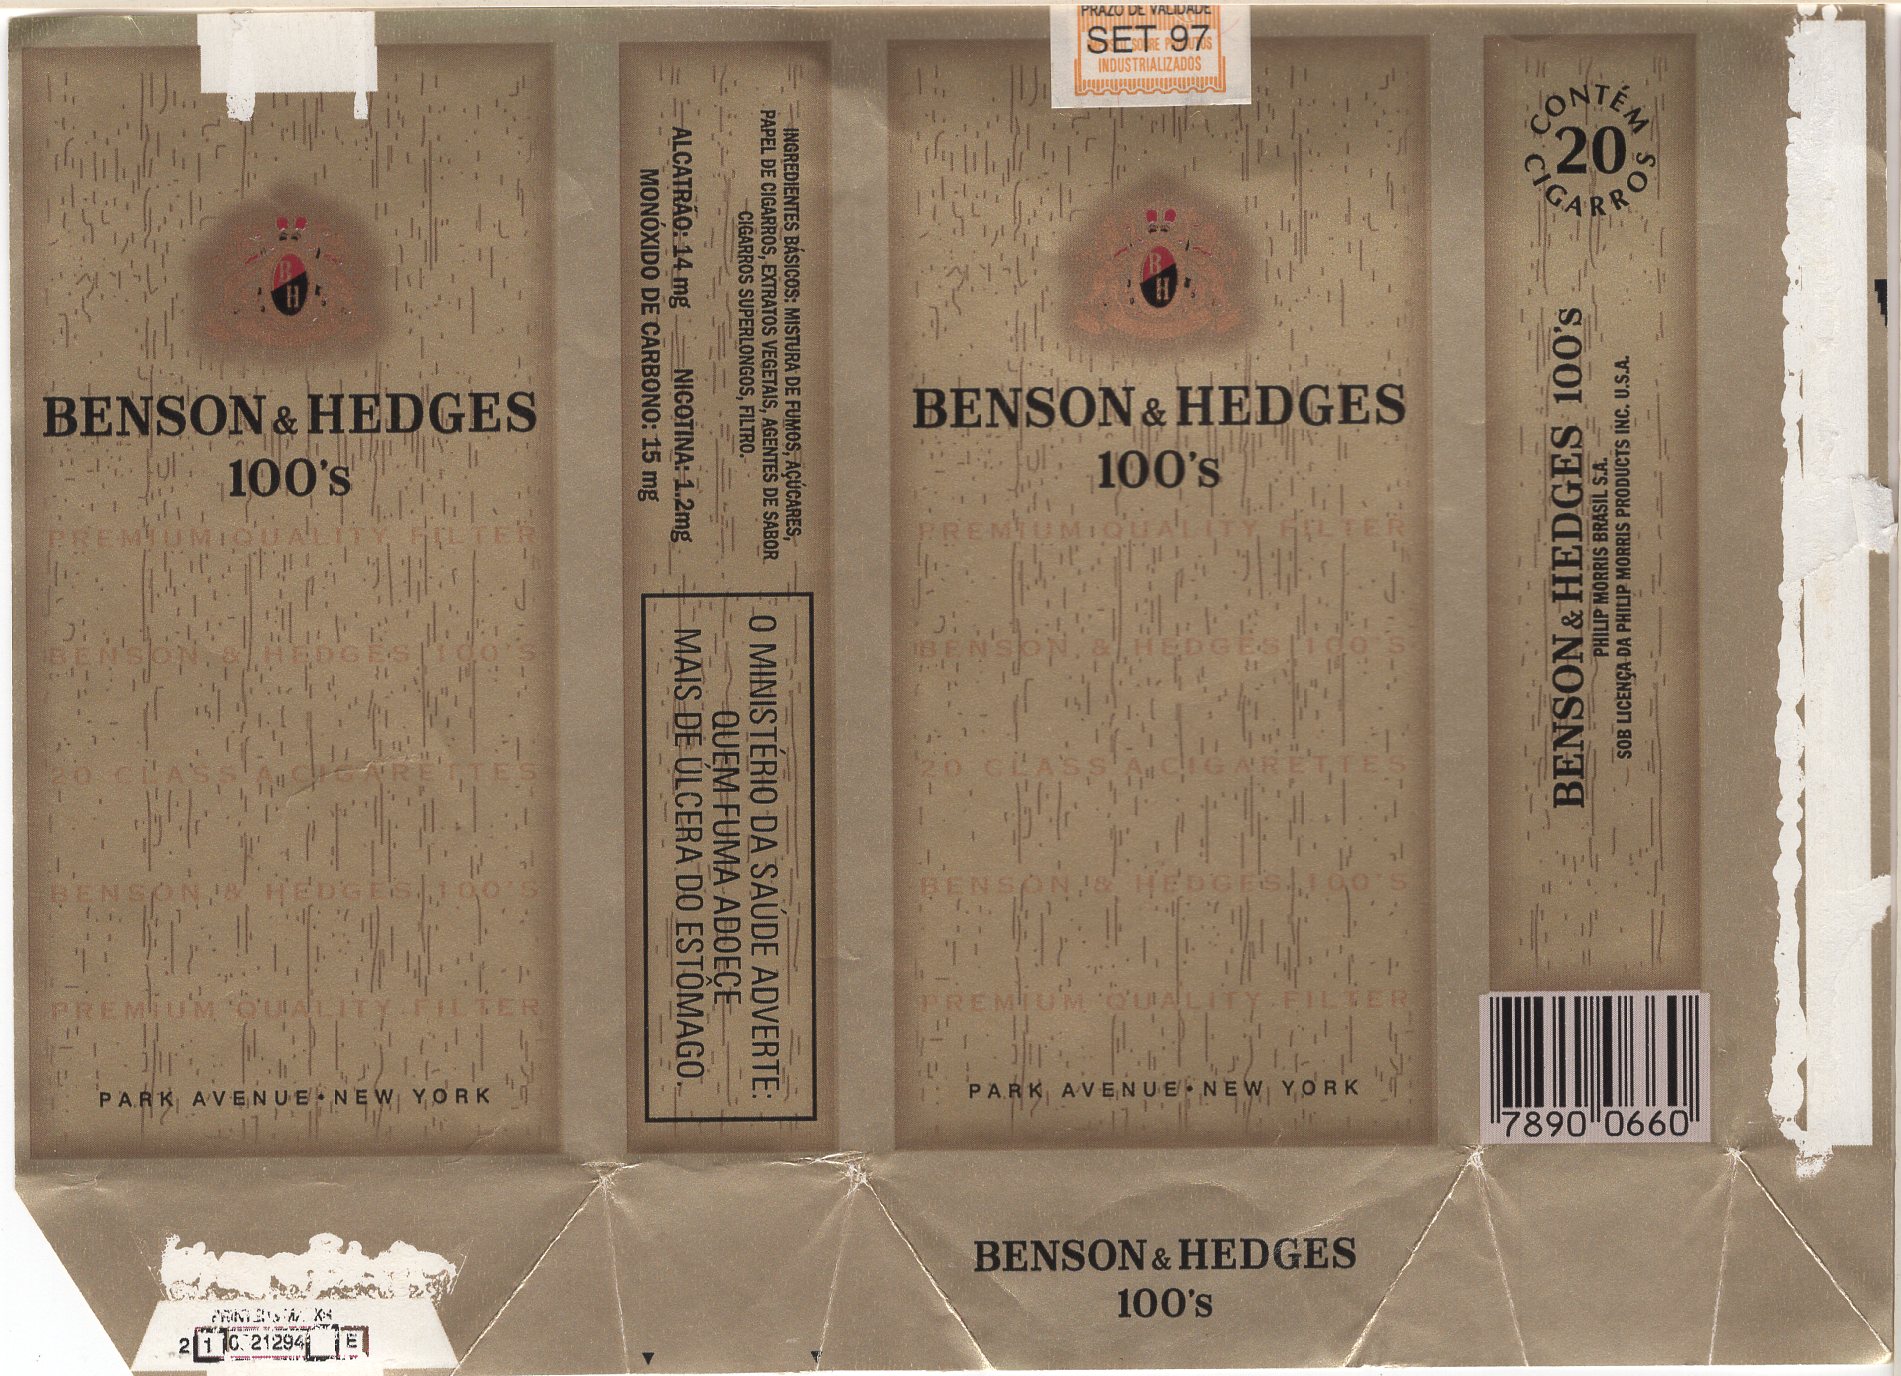 BENSON & HEDGES
100's
PREMIUM QUALITY FILTER
BENSON & HEDGES 100'S
20 CLASS A CIGARETTES
BENSON & HEDGES 100'S
PREMIUM QUALITY FILTER
PARK AVENUE • NEW YORK
21294
E
INGREDIENTES BÁSICOS: MISTURA DE FUMOS, AÇÚCARES,
PAPEL DE CIGARROS, EXTRATOS VEGETAIS, AGENTES DE SABOR
CIGARROS SUPERLONGOS, FILTRO.
ALCATRÃO: 14 mg NICOTINA: 1.2mg
MONÓXIDO DE CARBONO: 15 mg
O MINISTÉRIO DA SAÚDE ADVERTE:
QUEM FUMA ADOECE
MAIS DE ÚLCERA DO ESTÔMAGO.
PRAZO DE VALIDADE
SET 97
SOBRE PRODUTOS
INDUSTRIALIZADOS
B
H
BENSON & HEDGES
100's
PREMIUM QUALITY FILTER
BENSON & HEDGES 100'S
20 CLASS A CIGARETTES
BENSON & HEDGES 100'S
PREMIUM QUALITY FILTER
PARK AVENUE • NEW YORK
BENSON & HEDGES
100's
CONTÉM
20
CIGARROS
BENSON & HEDGES 100's
PHILIP MORRIS BRASIL S.A.
SOB LICENÇA DA PHILIP MORRIS PRODUCTS INC. U.S.A.
7890 0660